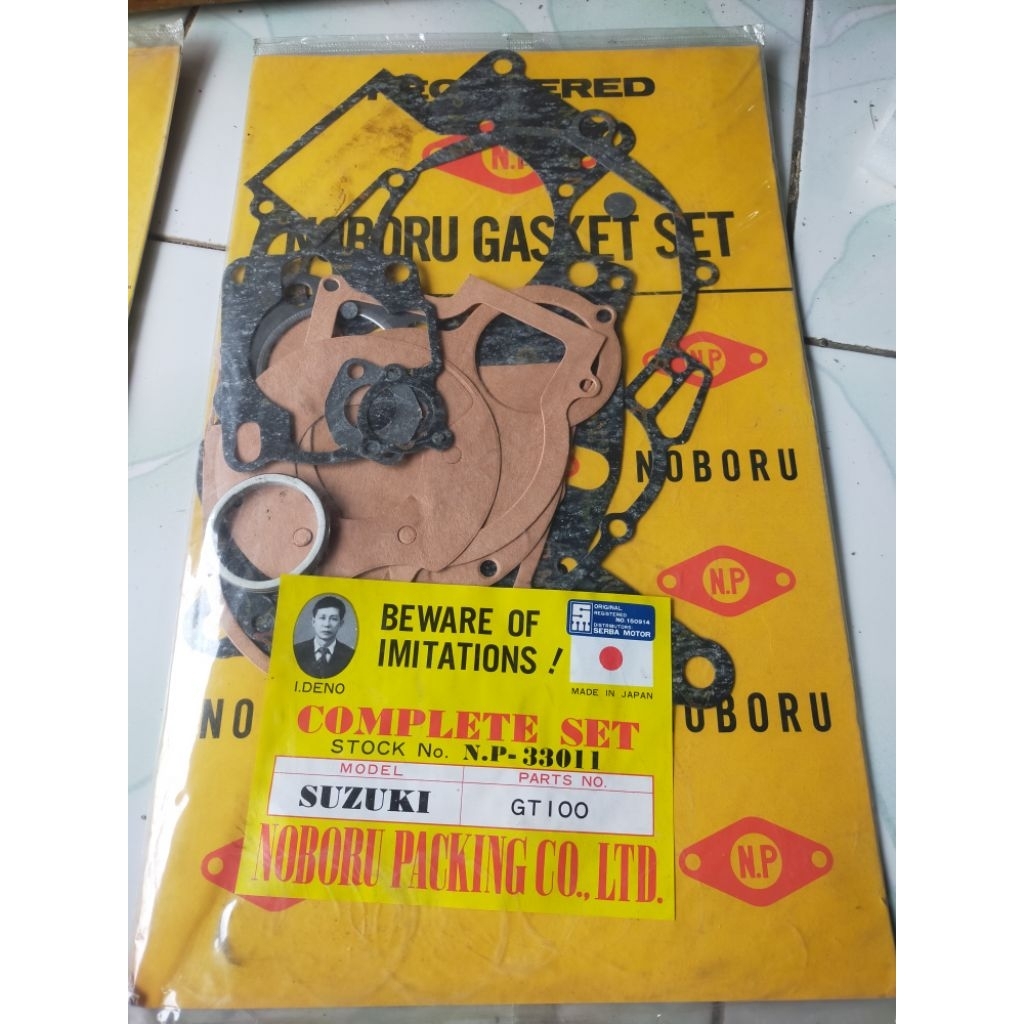 N.P
NOBORU GASKET SET
N.P
NOBORU
N.P
BEWARE OF
IMITATIONS !
I.DENO
SM
ORIGINAL
REGISTERED
NO.150914
DISTRIBUTORS
SERBA MOTOR
MADE IN JAPAN
COMPLETE SET
STOCK No. N.P-33011
MODEL
PARTS NO.
SUZUKI
GT100
NOBORU PACKING CO., LTD.
NO
OBORU
N.P